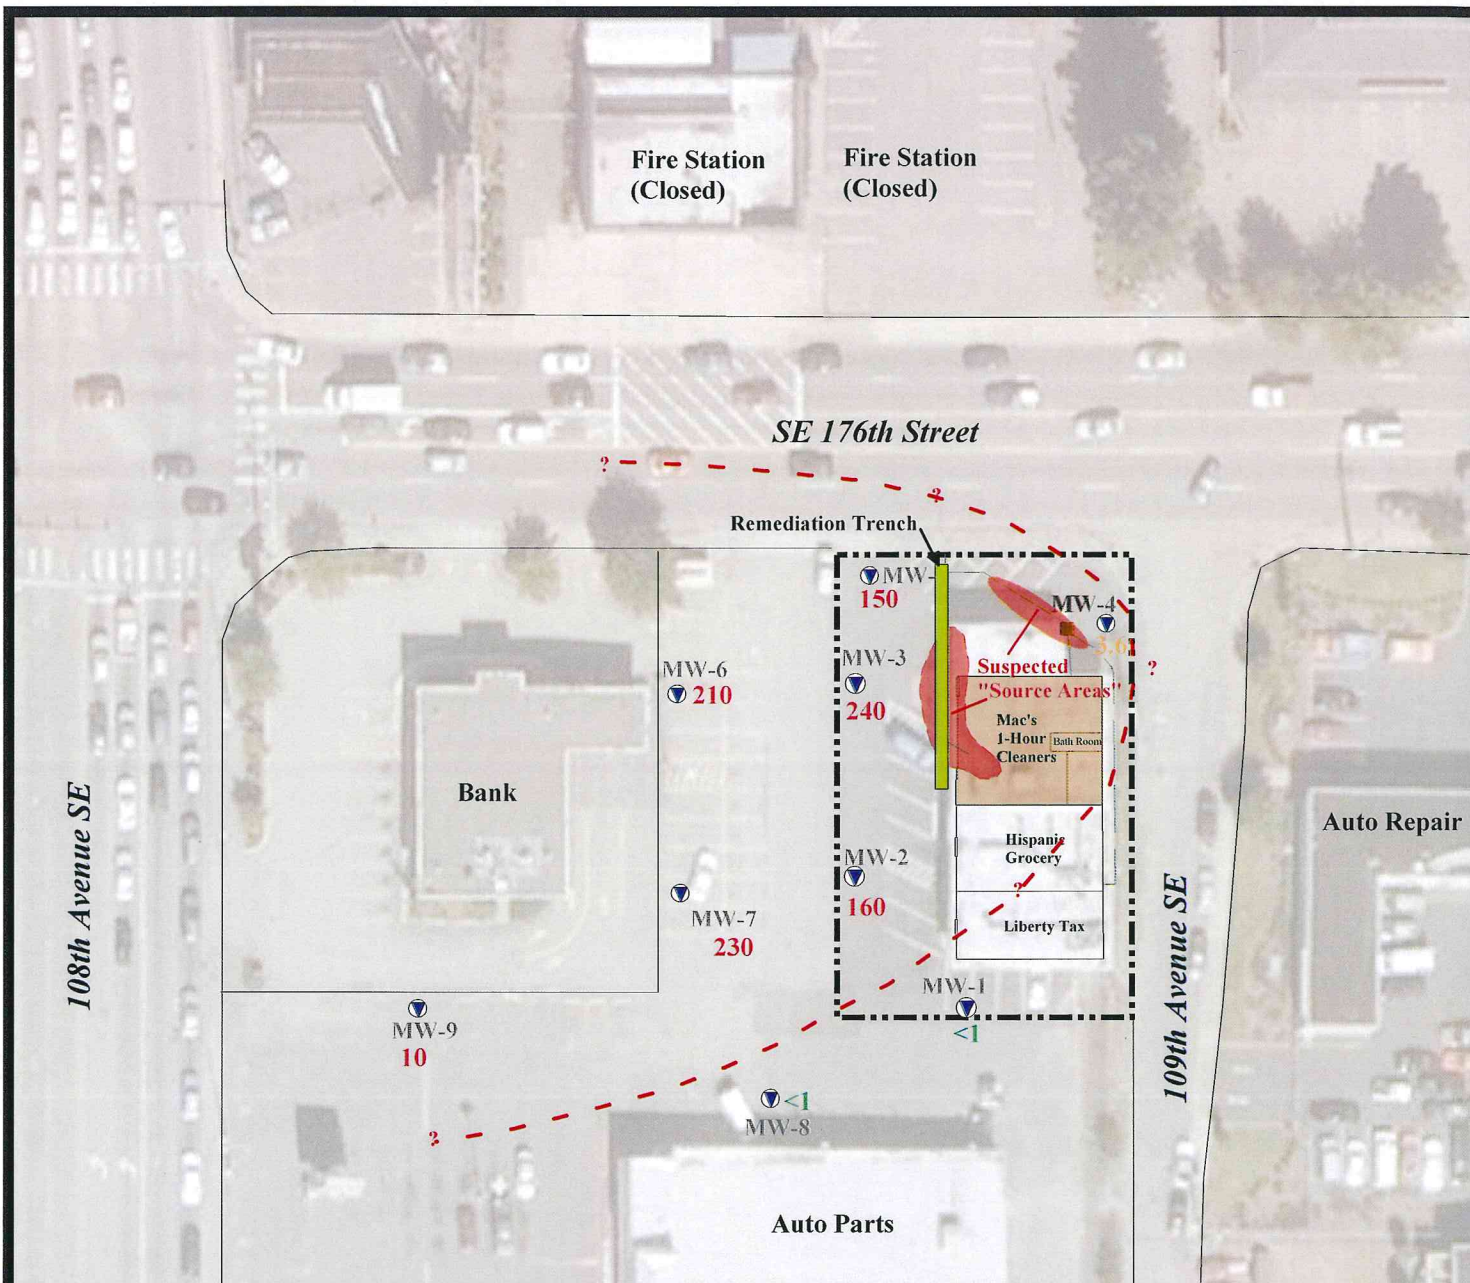 Fire Station
(Closed)
Fire Station
(Closed)
SE 176th Street
?
?
Remediation Trench
MW-
150
MW-4
3.6
Suspected
"Source Areas"
?
MW-3
240
MW-6
210
Mac's
1-Hour
Cleaners
Bath Room
Bank
108th Avenue SE
Auto Repair
Hispanic
Grocery
MW-2
160
?
MW-7
230
Liberty Tax
109th Avenue SE
MW-1
<1
MW-9
10
<1
MW-8
?
Auto Parts